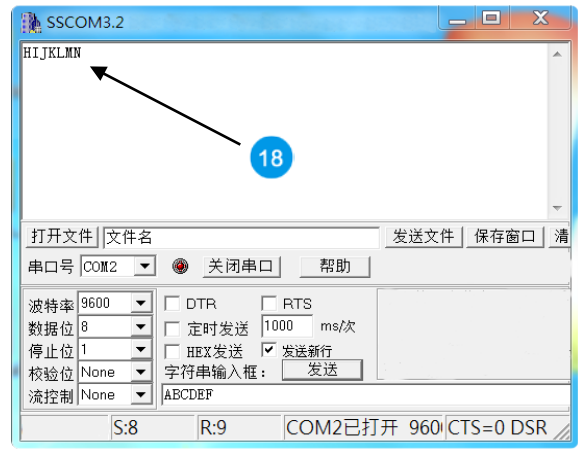 SSCOM3.2
HIJKLMN
18
打开文件 文件名 发送文件 保存窗口 清
串口号 COM2 关闭串口 帮助
波特率 9600 DTR RTS
数据位 8 定时发送 1000 ms/次
停止位 1 HEX发送 发送新行
校验位 None 字符串输入框: 发送
流控制 None ABCDEF
S:8 R:9 COM2已打开 960 CTS=0 DSR